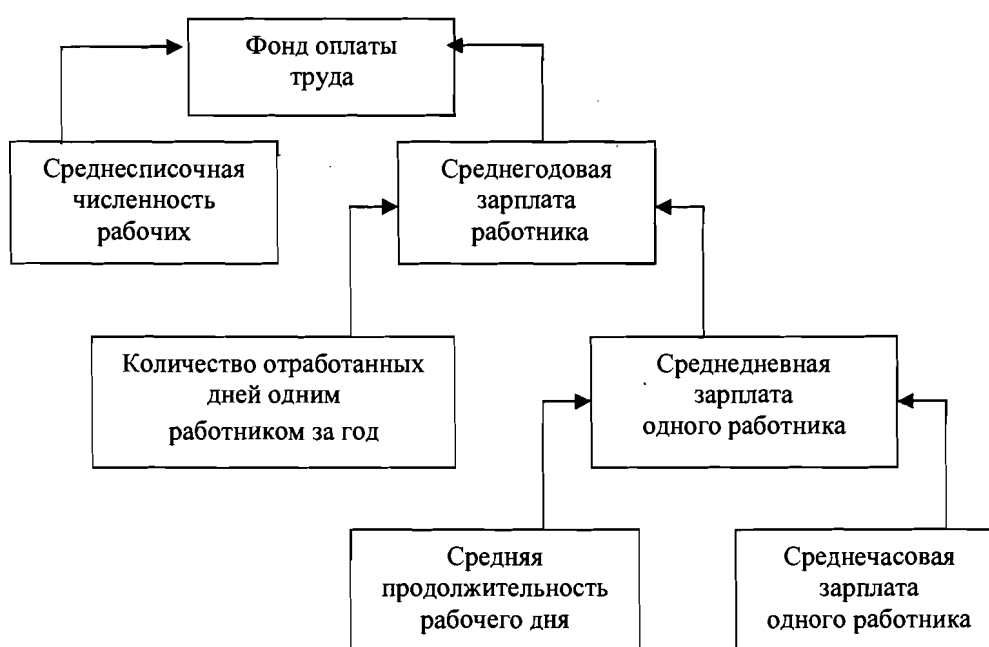 Фонд оплаты
труда
Среднесписочная
численность
рабочих
Среднегодовая
зарплата
работника
Количество отработанных
дней одним
работником за год
Среднедневная
зарплата
одного работника
Средняя
продолжительность
рабочего дня
Среднечасовая
зарплата
одного работника